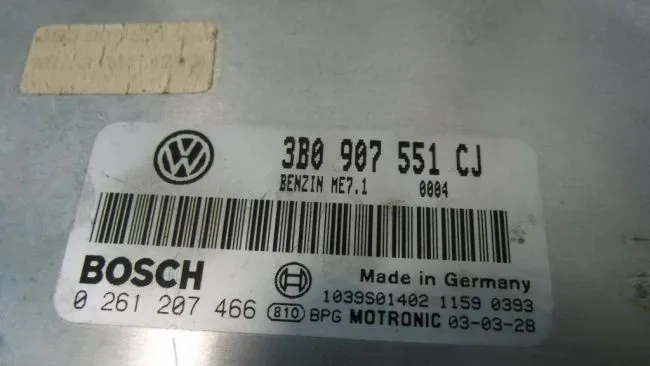 VW
3B0 907 551 CJ
BENZIN ME7.1 0004
BOSCH
Made in Germany
0 261 207 466
1039S01402 1159 0393
810 BPG MOTRONIC 03-03-28